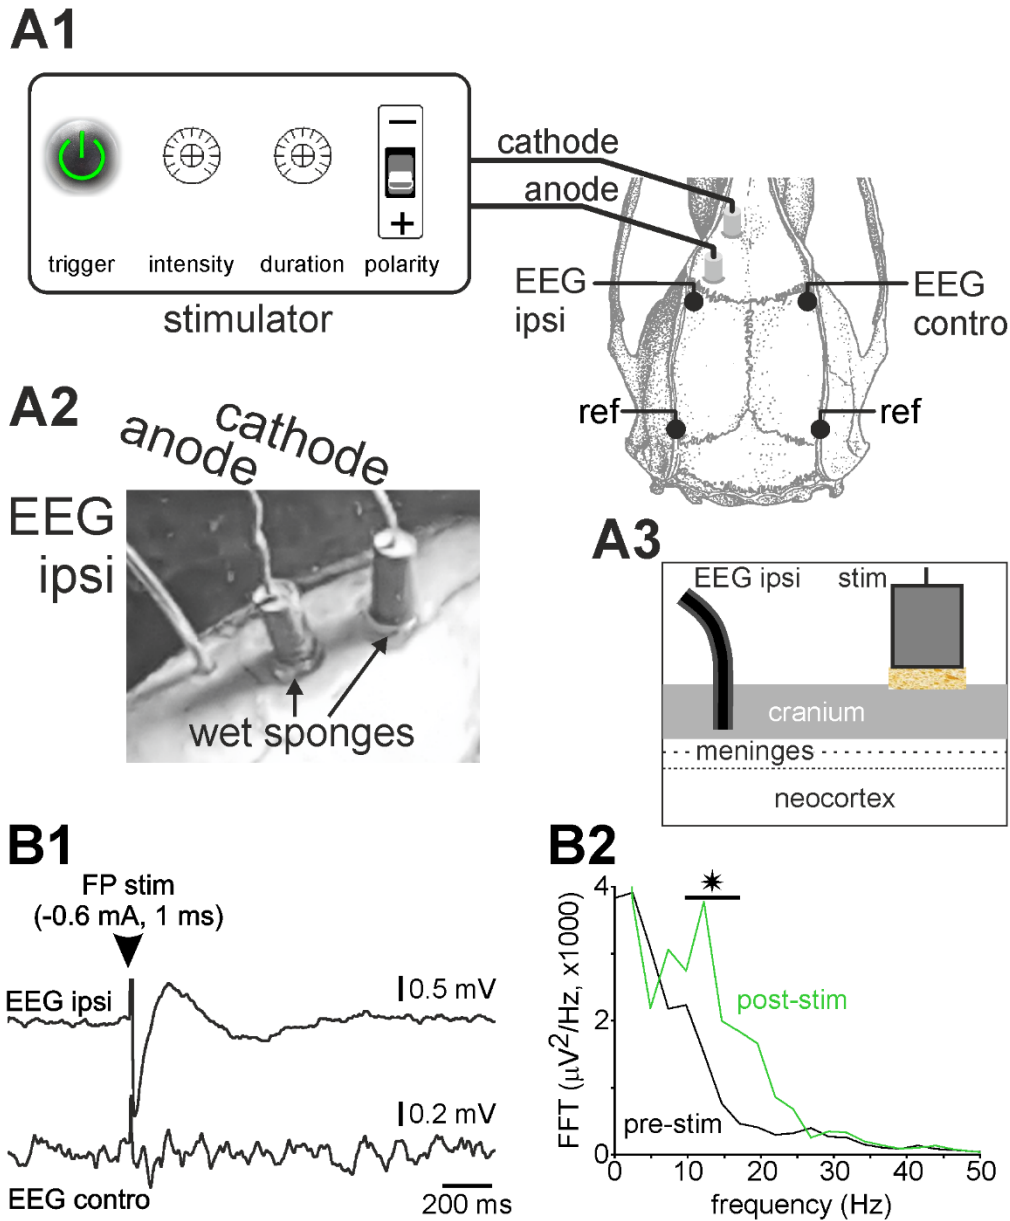 A1
−
+
trigger
intensity
duration
polarity
stimulator
cathode
anode
EEG
ipsi
EEG
contro
ref
ref
A2
anode
cathode
EEG
ipsi
wet sponges
A3
EEG ipsi
stim
cranium
meninges
neocortex
B1
FP stim
(-0.6 mA, 1 ms)
EEG ipsi
0.5 mV
0.2 mV
EEG contro
200 ms
B2
FFT (μV²/Hz, x1000)
4
2
0
post-stim
pre-stim
0 10 20 30 40 50
frequency (Hz)